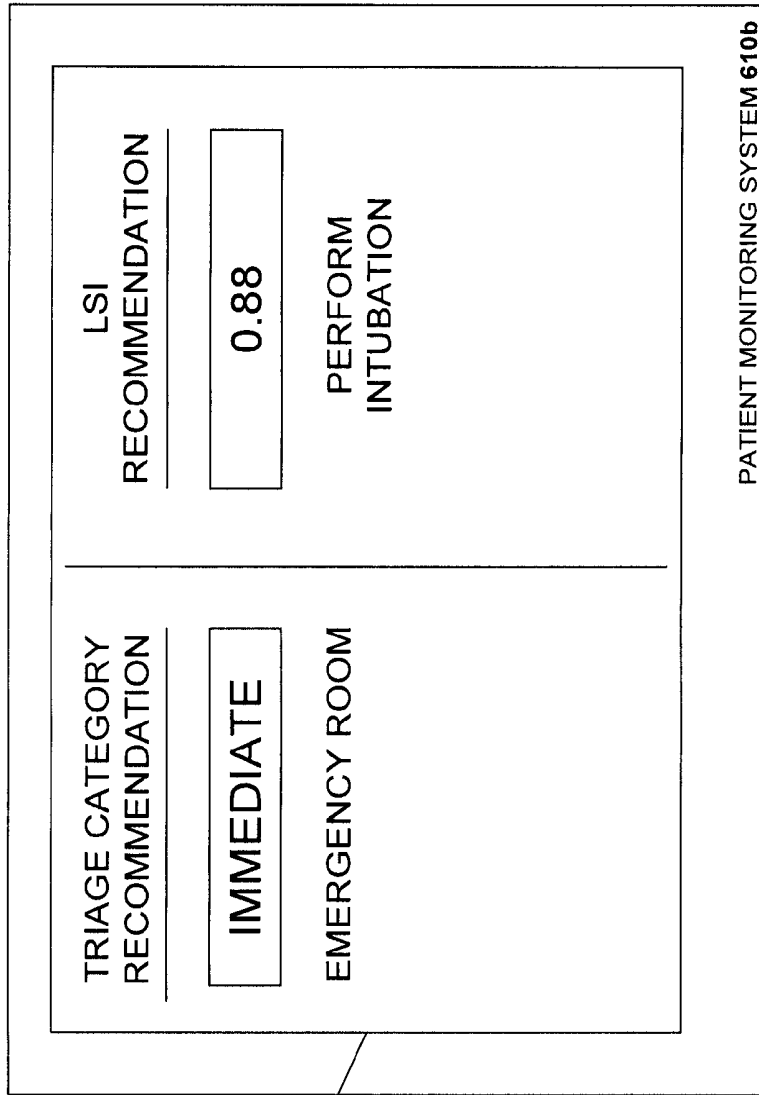 TRIAGE CATEGORY
RECOMMENDATION
IMMEDIATE
EMERGENCY ROOM
LSI
RECOMMENDATION
0.88
PERFORM
INTUBATION
PATIENT MONITORING SYSTEM 610b